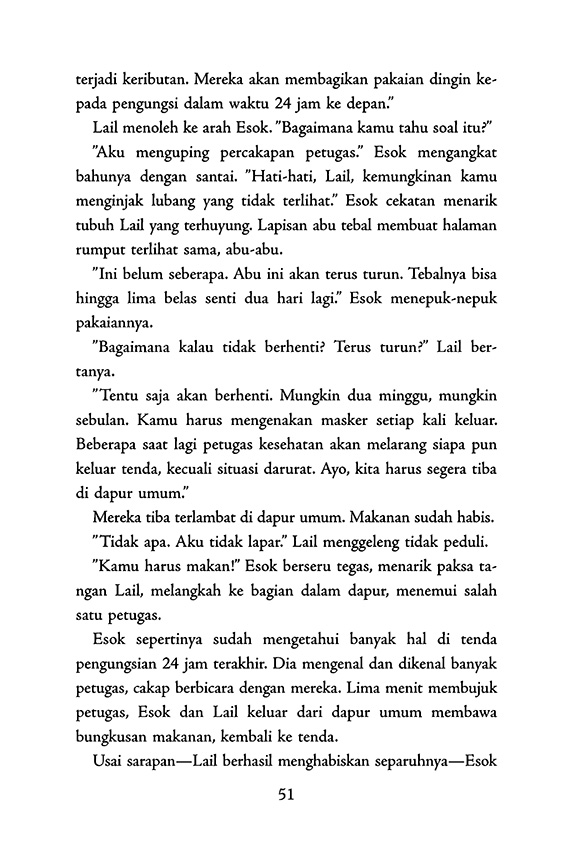 terjadi keributan. Mereka akan membagikan pakaian dingin ke-
pada pengungsi dalam waktu 24 jam ke depan.”
Lail menoleh ke arah Esok. ”Bagaimana kamu tahu soal itu?”
”Aku menguping percakapan petugas.” Esok mengangkat
bahunya dengan santai. ”Hati-hati, Lail, kemungkinan kamu
menginjak lubang yang tidak terlihat.” Esok cekatan menarik
tubuh Lail yang terhuyung. Lapisan abu tebal membuat halaman
rumput terlihat sama, abu-abu.
”Ini belum seberapa. Abu ini akan terus turun. Tebalnya bisa
hingga lima belas senti dua hari lagi.” Esok menepuk-nepuk
pakaiannya.
”Bagaimana kalau tidak berhenti? Terus turun?” Lail ber-
tanya.
”Tentu saja akan berhenti. Mungkin dua minggu, mungkin
sebulan. Kamu harus mengenakan masker setiap kali keluar.
Beberapa saat lagi petugas kesehatan akan melarang siapa pun
keluar tenda, kecuali situasi darurat. Ayo, kita harus segera tiba
di dapur umum.”
Mereka tiba terlambat di dapur umum. Makanan sudah habis.
”Tidak apa. Aku tidak lapar.” Lail menggeleng tidak peduli.
”Kamu harus makan!” Esok berseru tegas, menarik paksa ta-
ngan Lail, melangkah ke bagian dalam dapur, menemui salah
satu petugas.
Esok sepertinya sudah mengetahui banyak hal di tenda
pengungsian 24 jam terakhir. Dia mengenal dan dikenal banyak
petugas, cakap berbicara dengan mereka. Lima menit membujuk
petugas, Esok dan Lail keluar dari dapur umum membawa
bungkusan makanan, kembali ke tenda.
Usai sarapan—Lail berhasil menghabiskan separuhnya—Esok
51